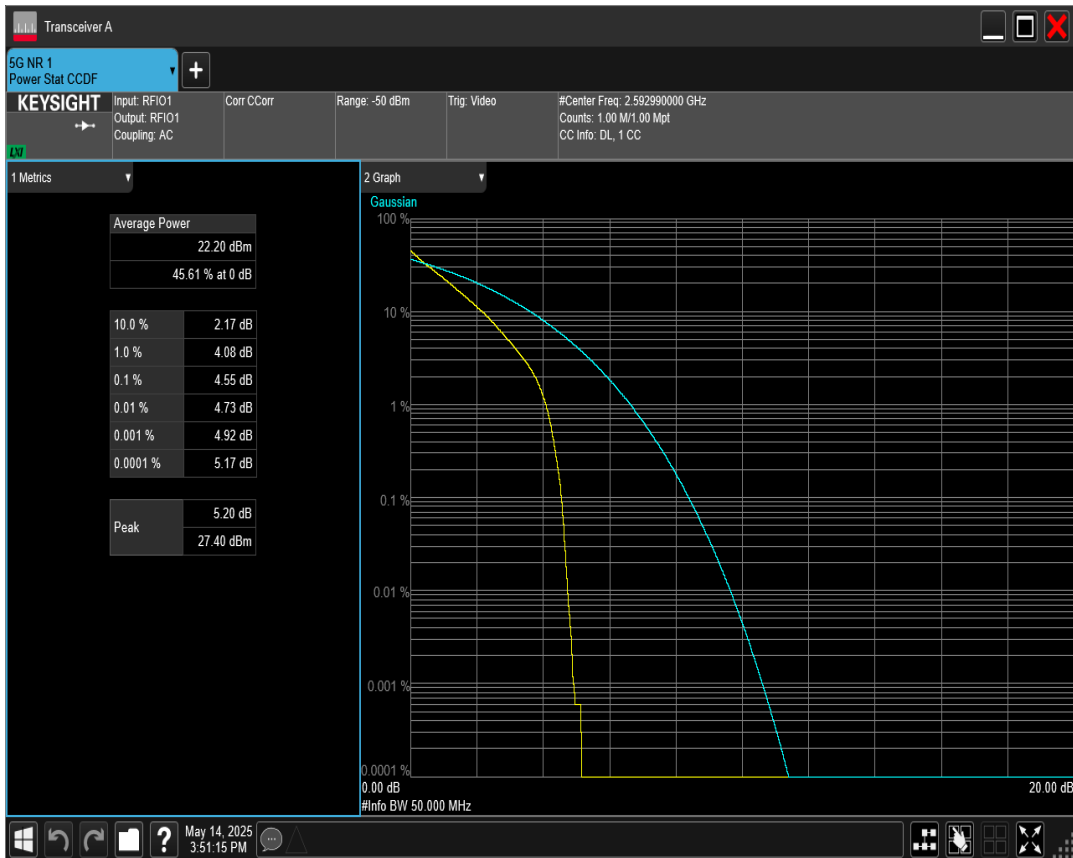 Transceiver A
5G NR 1
Power Stat CCDF
+
KEYSIGHT
LXI
Input: RFIO1
Output: RFIO1
Coupling: AC
Corr CCorr
Range: -50 dBm
Trig: Video
#Center Freq: 2.592990000 GHz
Counts: 1.00 M/1.00 Mpt
CC Info: DL, 1 CC
1 Metrics
Average Power
22.20 dBm
45.61 % at 0 dB
10.0 % 2.17 dB
1.0 % 4.08 dB
0.1 % 4.55 dB
0.01 % 4.73 dB
0.001 % 4.92 dB
0.0001 % 5.17 dB
Peak 5.20 dB
27.40 dBm
2 Graph
Gaussian
100 %
10 %
1 %
0.1 %
0.01 %
0.001 %
0.0001 %
0.00 dB 20.00 dB
#Info BW 50.000 MHz
?
May 14, 2025
3:51:15 PM